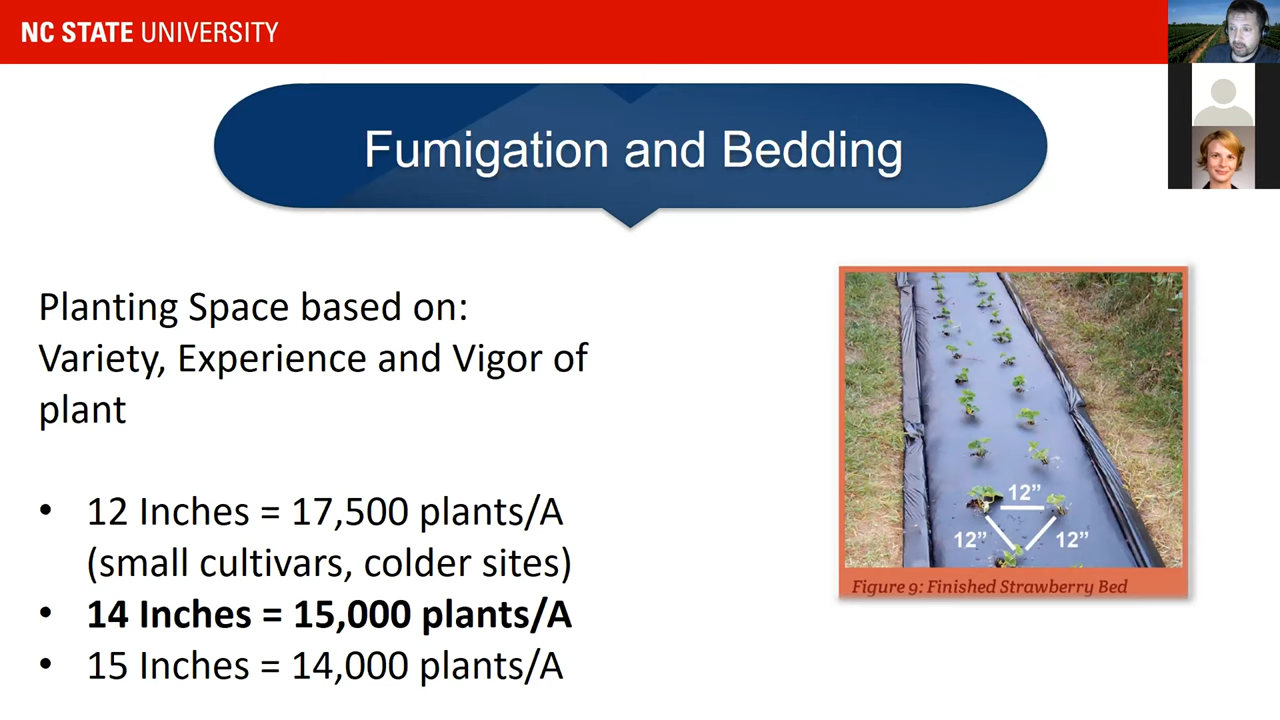 NC STATE UNIVERSITY
Fumigation and Bedding
Planting Space based on:
Variety, Experience and Vigor of
plant
• 12 Inches = 17,500 plants/A
(small cultivars, colder sites)
• 14 Inches = 15,000 plants/A
• 15 Inches = 14,000 plants/A
12”
12”
12”
Figure 9: Finished Strawberry Bed